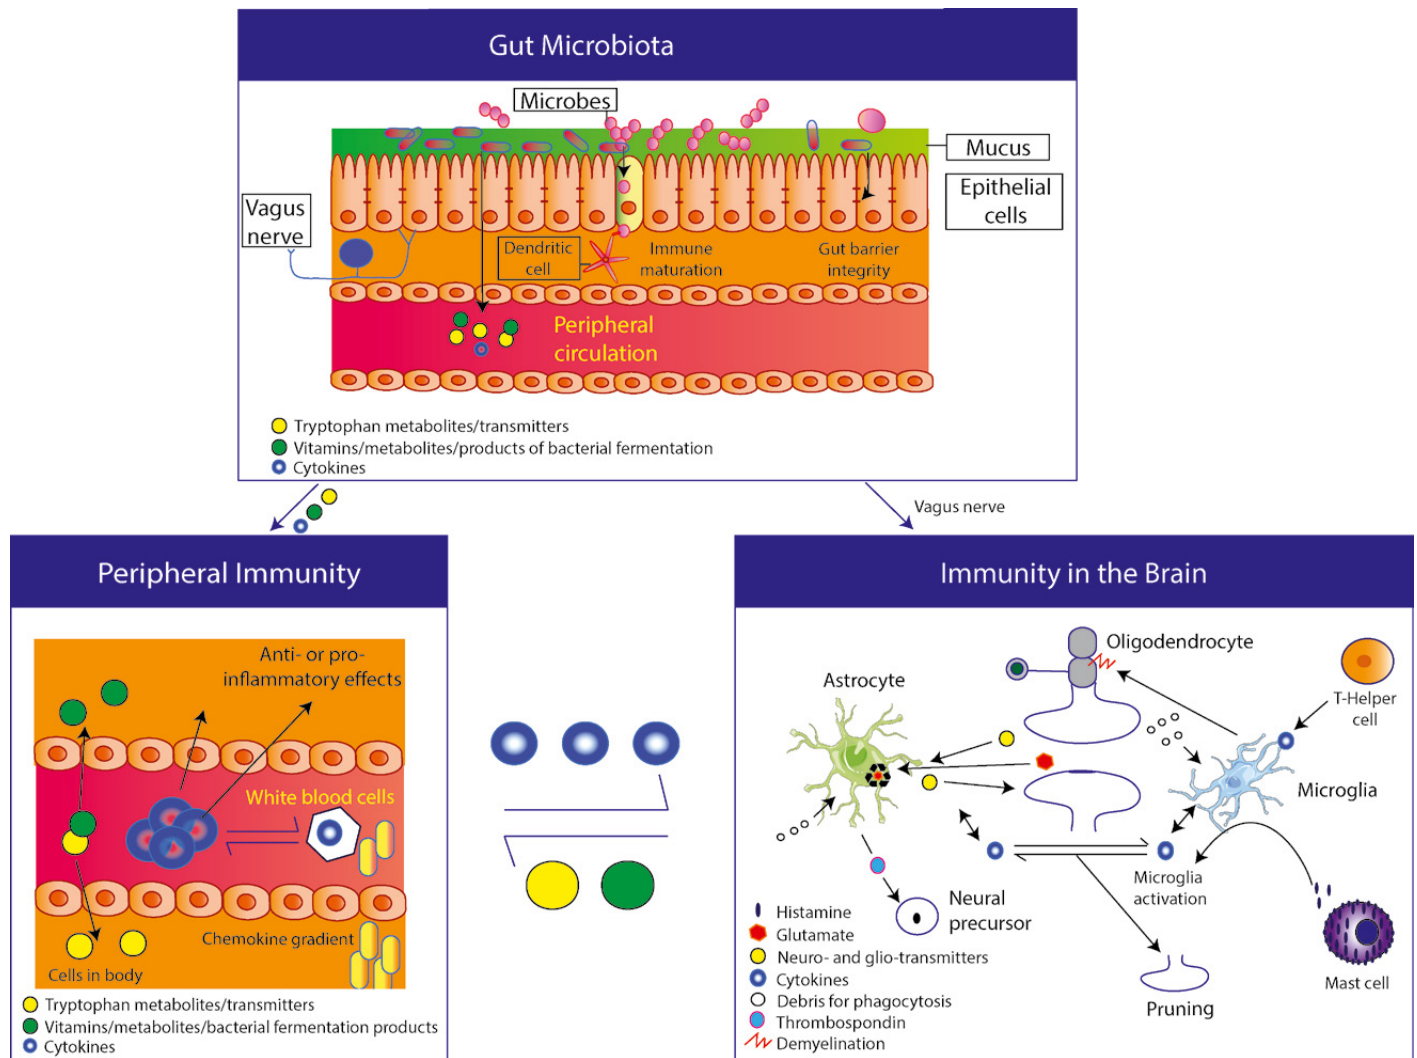 Gut Microbiota
Microbes
Mucus
Epithelial
cells
Vagus
nerve
Dendritic
cell
Immune
maturation
Gut barrier
integrity
Peripheral
circulation
Tryptophan metabolites/transmitters
Vitamins/metabolites/products of bacterial fermentation
Cytokines
Vagus nerve
Peripheral Immunity
Anti- or pro-
inflammatory effects
White blood cells
Chemokine gradient
Cells in body
Tryptophan metabolites/transmitters
Vitamins/metabolites/bacterial fermentation products
Cytokines
Immunity in the Brain
Oligodendrocyte
Astrocyte
T-Helper
cell
Microglia
Microglia
activation
Neural
precursor
Mast cell
Pruning
Histamine
Glutamate
Neuro- and glio-transmitters
Cytokines
Debris for phagocytosis
Thrombospondin
Demyelination